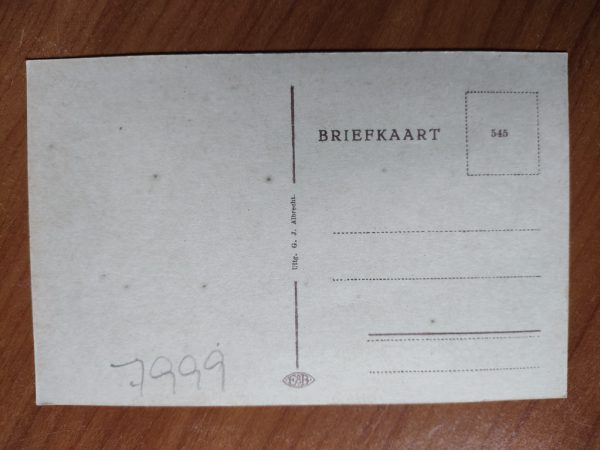 BRIEFKAART
545
Uitg. G. J. Albrecht.
7999